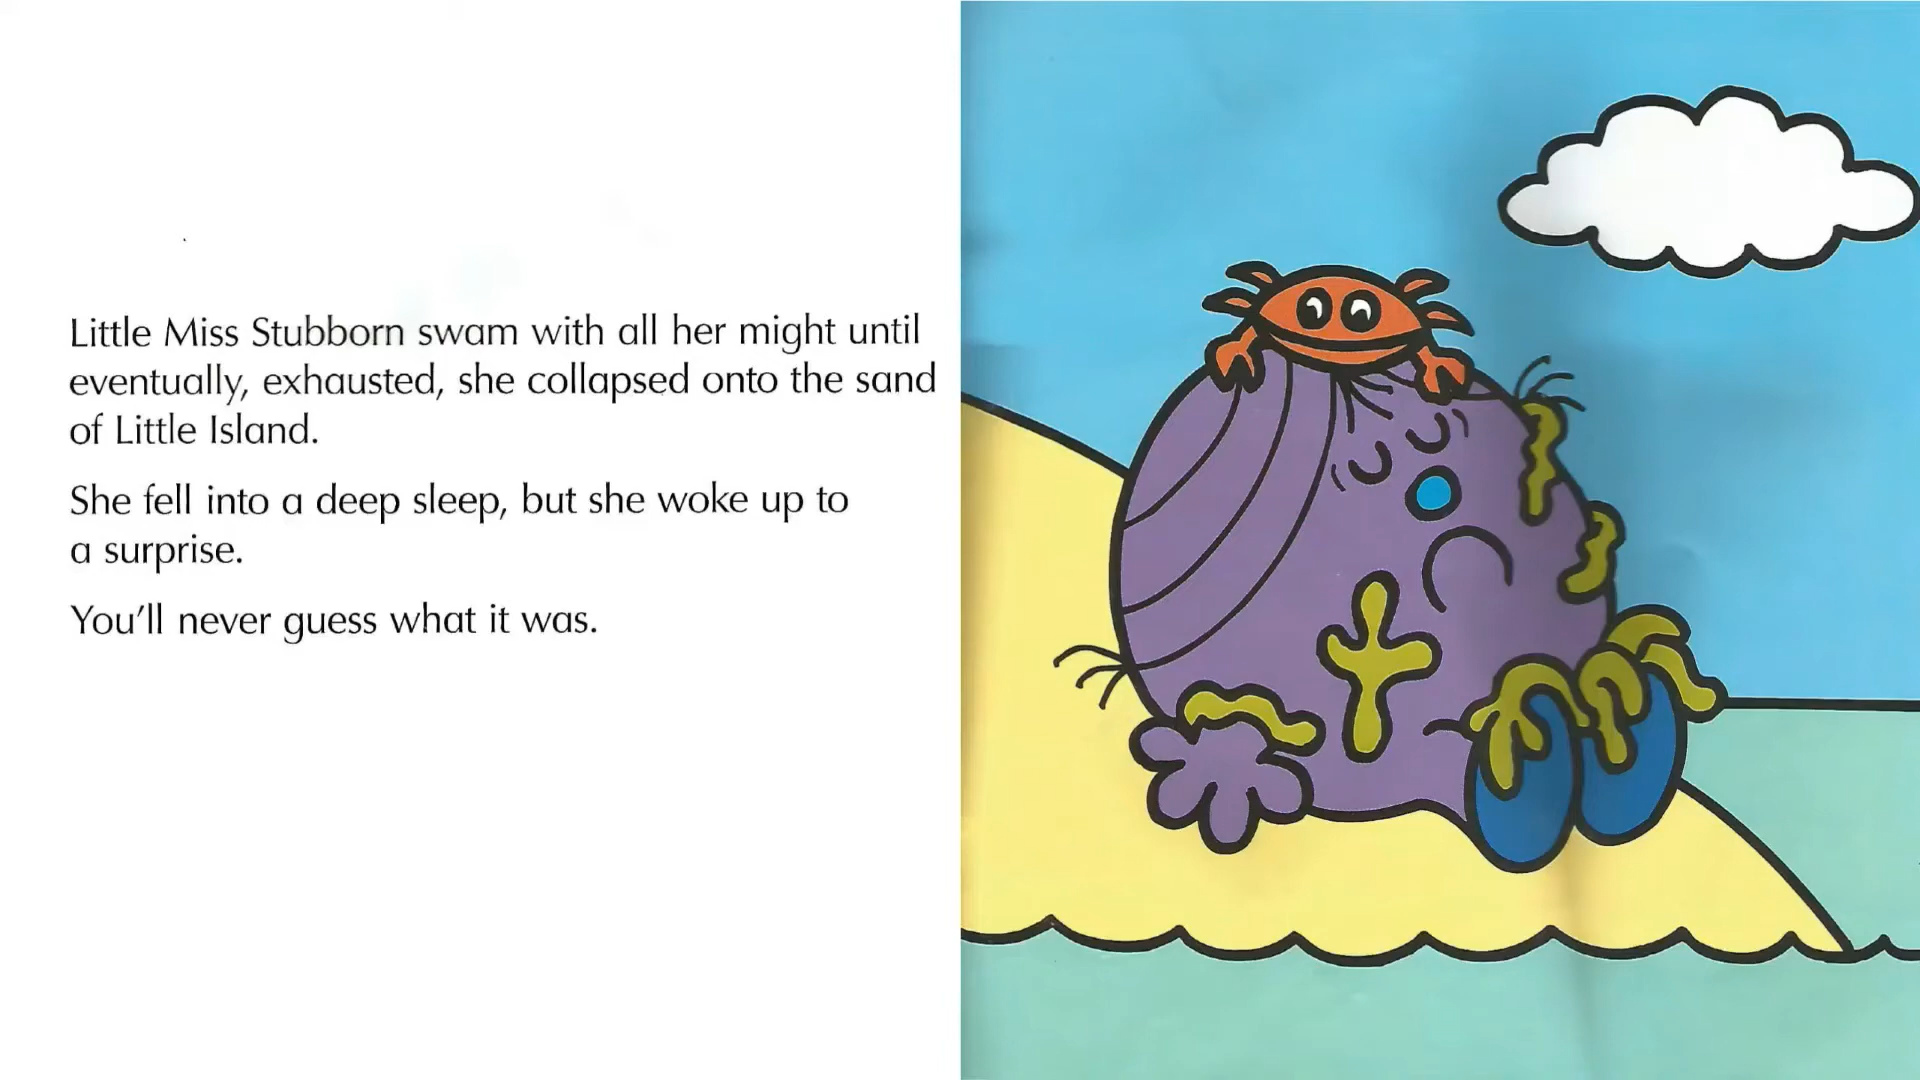 Little Miss Stubborn swam with all her might until
eventually, exhausted, she collapsed onto the sand
of Little Island.
She fell into a deep sleep, but she woke up to
a surprise.
You'll never guess what it was.